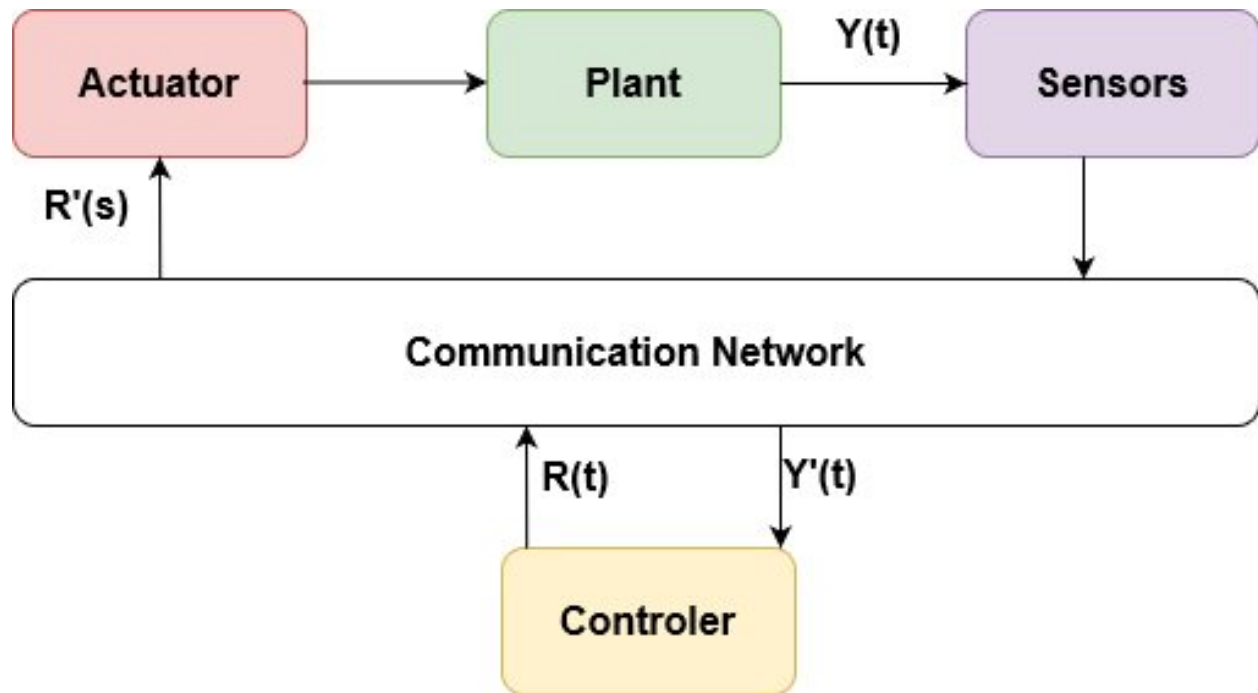 Actuator
Plant
Y(t)
Sensors
R'(s)
Communication Network
R(t)
Y'(t)
Controler